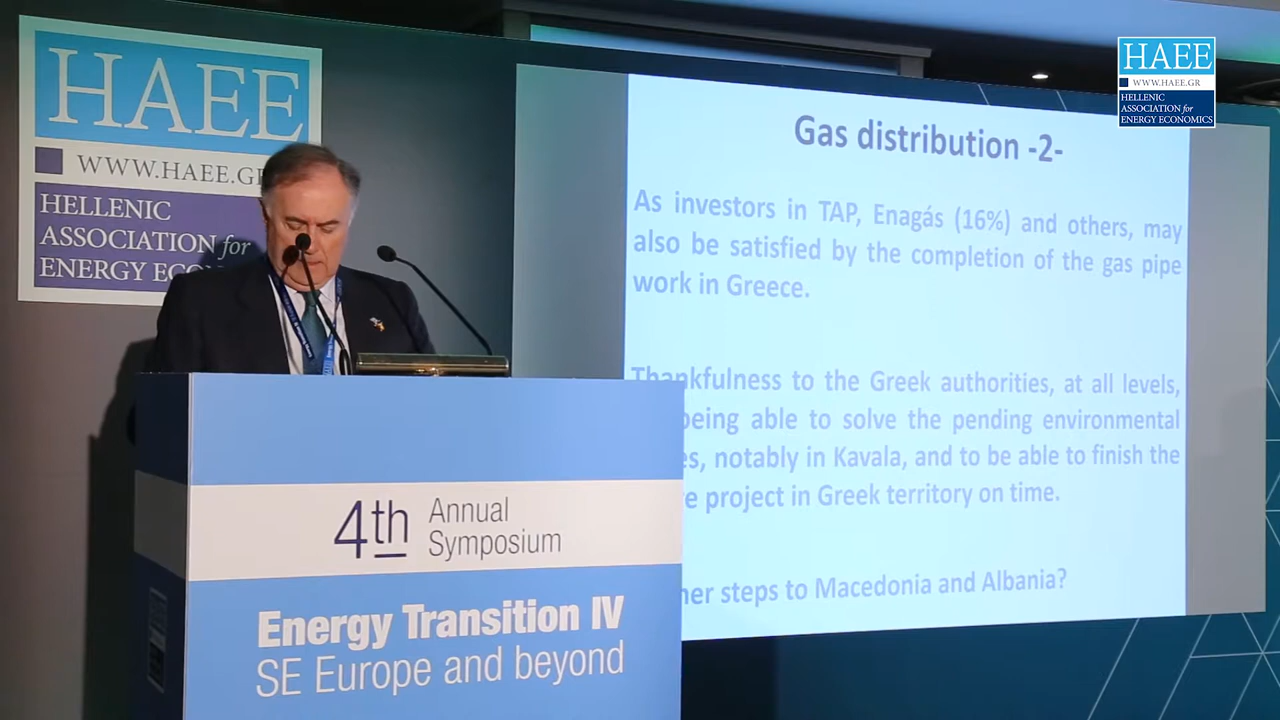 HAEE
WWW.HAEE.GR
HELLENIC
ASSOCIATION for
ENERGY ECONOMICS
HAEE
WWW.HAEE.GR
HELLENIC
ASSOCIATION for
ENERGY ECO
Gas distribution -2-
As investors in TAP, Enagás (16%) and others, may
also be satisfied by the completion of the gas pipe
work in Greece.
Thankfulness to the Greek authorities, at all levels,
being able to solve the pending environmental
es, notably in Kavala, and to be able to finish the
e project in Greek territory on time.
her steps to Macedonia and Albania?
4th Annual
Symposium
Energy Transition IV
SE Europe and beyond